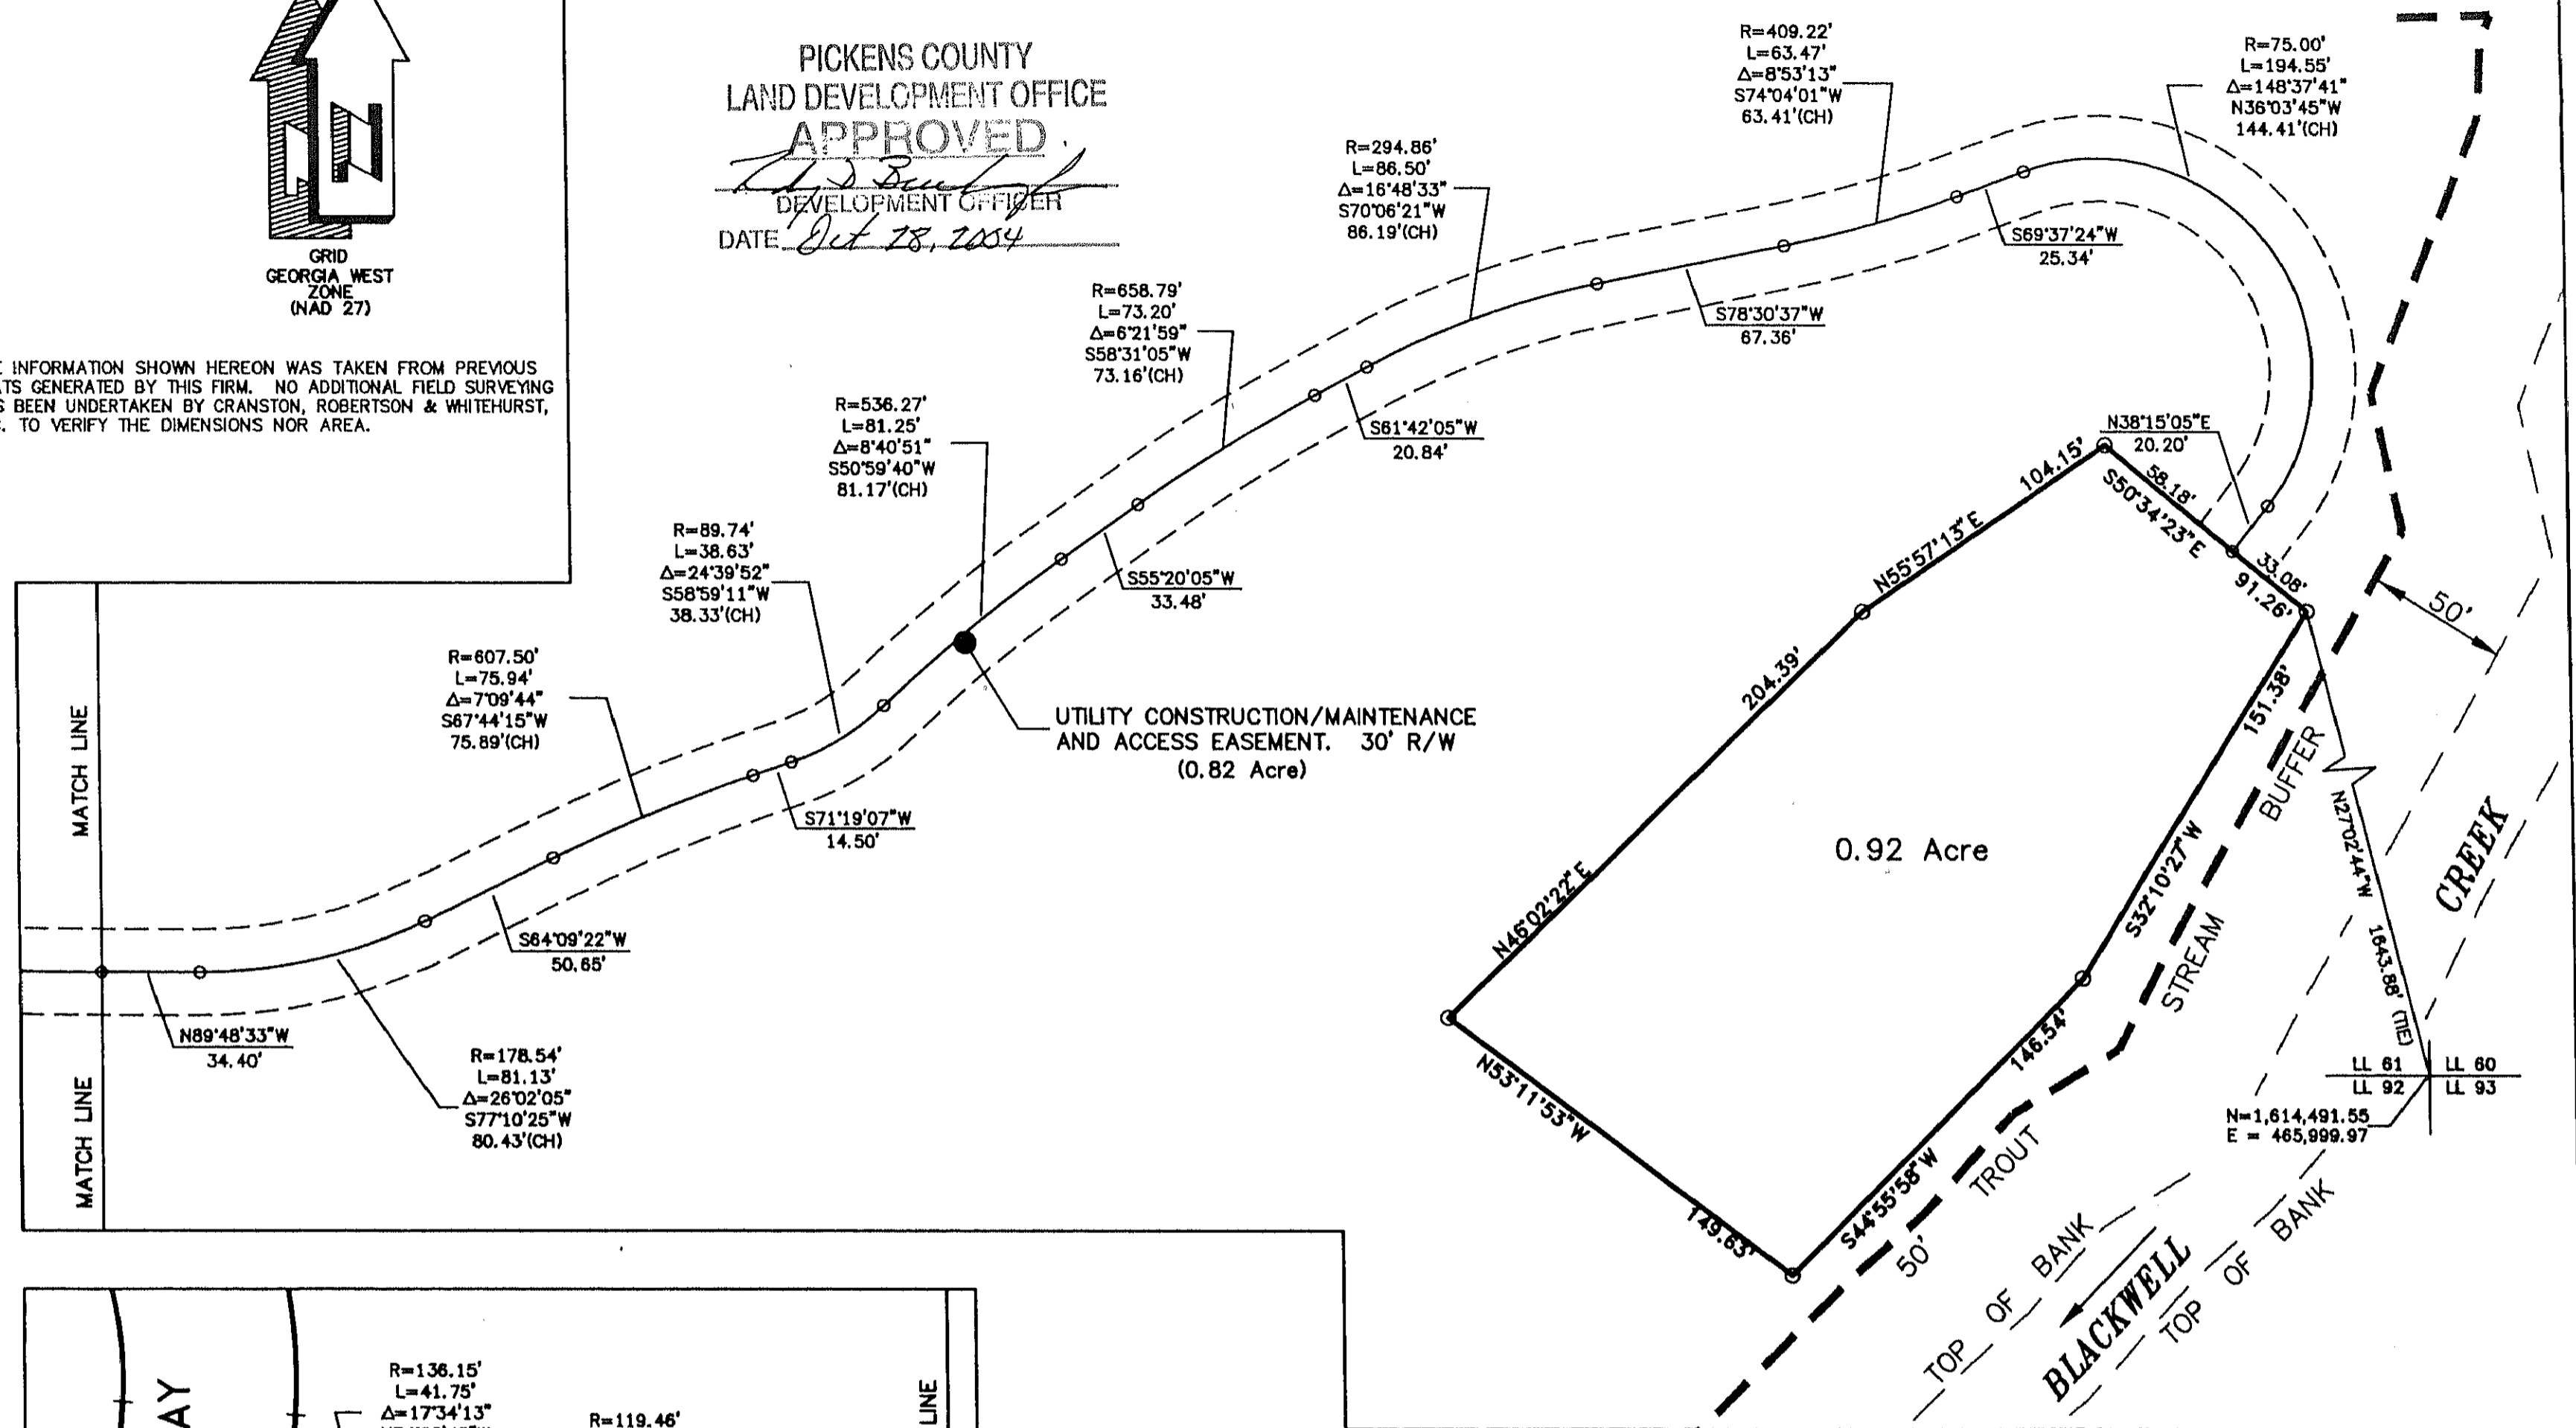 GRID
GEORGIA WEST
ZONE
(NAD 27)
INFORMATION SHOWN HEREON WAS TAKEN FROM PREVIOUS
GENERATED BY THIS FIRM. NO ADDITIONAL FIELD SURVEYING
BEEN UNDERTAKEN BY CRANSTON, ROBERTSON & WHITEHURST,
TO VERIFY THE DIMENSIONS NOR AREA.
PICKENS COUNTY
LAND DEVELOPMENT OFFICE
APPROVED
DEVELOPMENT OFFICER
DATE Oct 28, 2004
R=409.22'
L=63.47'
Δ=8°53'13"
S74°04'01"W
63.41'(CH)
R=75.00'
L=194.55'
Δ=148°37'41"
N36°03'45"W
144.41'(CH)
R=294.86'
L=86.50'
Δ=16°48'33"
S70°06'21"W
86.19'(CH)
S69°37'24"W
25.34'
R=658.79'
L=73.20'
Δ=6°21'59"
S58°31'05"W
73.16'(CH)
S78°30'37"W
67.36'
R=536.27'
L=81.25'
Δ=8°40'51"
S50°59'40"W
81.17'(CH)
S61°42'05"W
20.84'
N38°15'05"E
20.20'
R=89.74'
L=38.63'
Δ=24°39'52"
S58°59'11"W
38.33'(CH)
S55°20'05"W
33.48'
R=607.50'
L=75.94'
Δ=7°09'44"
S67°44'15"W
75.89'(CH)
UTILITY CONSTRUCTION/MAINTENANCE
AND ACCESS EASEMENT. 30' R/W
(0.82 Acre)
S71°19'07"W
14.50'
S64°09'22"W
50.65'
N89°48'33"W
34.40'
R=178.54'
L=81.13'
Δ=26°02'05"
S77°10'25"W
80.43'(CH)
MATCH LINE
MATCH LINE
N55°57'13"E
104.15'
58.18'
S50°34'23"E
33.08'
91.26'
50'
N46°02'22"E
204.39'
0.92 Acre
S32°10'27"W
151.38'
N53°11'53"W
149.63'
S44°55'58"W
146.54'
50'
TROUT
STREAM
BUFFER
N27°02'44"W
1643.88' (TIE)
CREEK
LL 61
LL 60
LL 92
LL 93
N=1,614,491.55
E = 465,999.97
TOP OF BANK
BLACKWELL
TOP OF BANK
R=136.15'
L=41.75'
Δ=17°34'13"
R=119.46'
AY
LINE